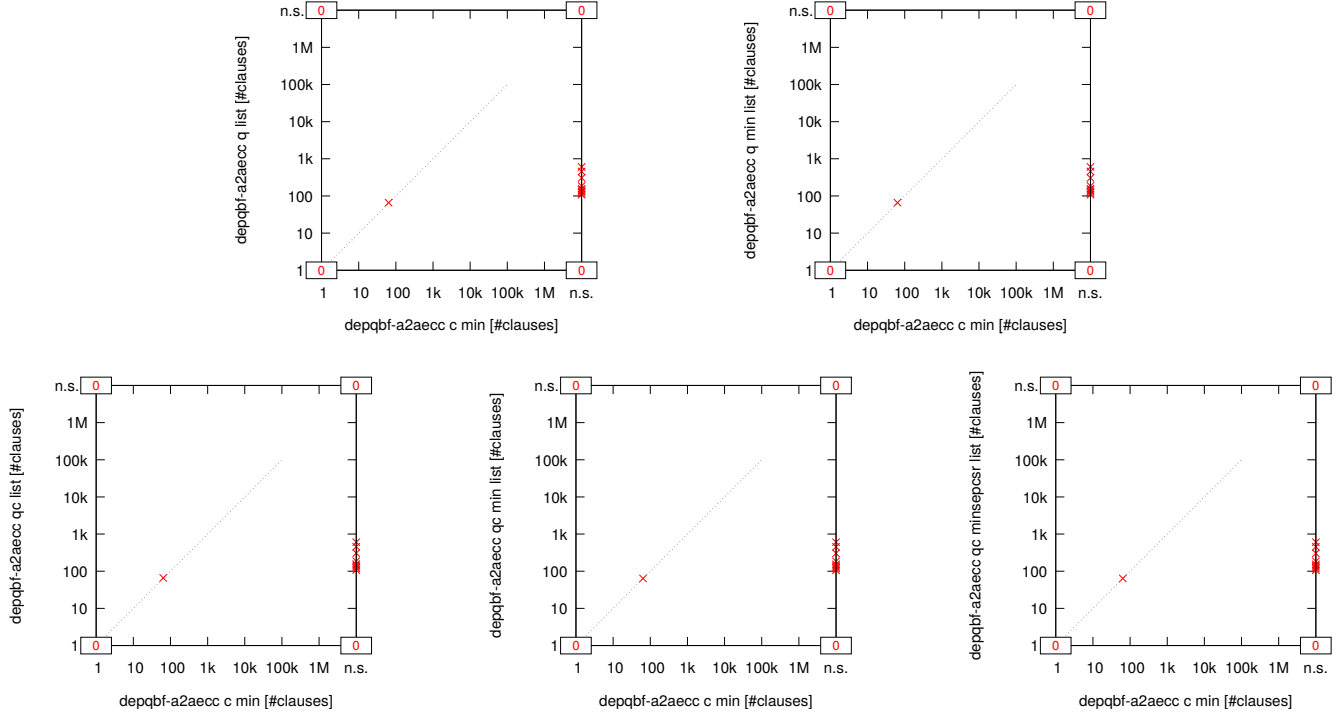 n.s. 0 0
1M
100k
10k
1k
100
10
1 0 0
1 10 100 1k 10k 100k 1M n.s.
depqbf-a2aecc q list [#clauses]
depqbf-a2aecc c min [#clauses]
n.s. 0 0
1M
100k
10k
1k
100
10
1 0 0
1 10 100 1k 10k 100k 1M n.s.
depqbf-a2aecc q min list [#clauses]
depqbf-a2aecc c min [#clauses]
n.s. 0 0
1M
100k
10k
1k
100
10
1 0 0
1 10 100 1k 10k 100k 1M n.s.
depqbf-a2aecc qc list [#clauses]
depqbf-a2aecc c min [#clauses]
n.s. 0 0
1M
100k
10k
1k
100
10
1 0 0
1 10 100 1k 10k 100k 1M n.s.
depqbf-a2aecc qc min list [#clauses]
depqbf-a2aecc c min [#clauses]
n.s. 0 0
1M
100k
10k
1k
100
10
1 0 0
1 10 100 1k 10k 100k 1M n.s.
depqbf-a2aecc qc minsepcsr list [#clauses]
depqbf-a2aecc c min [#clauses]